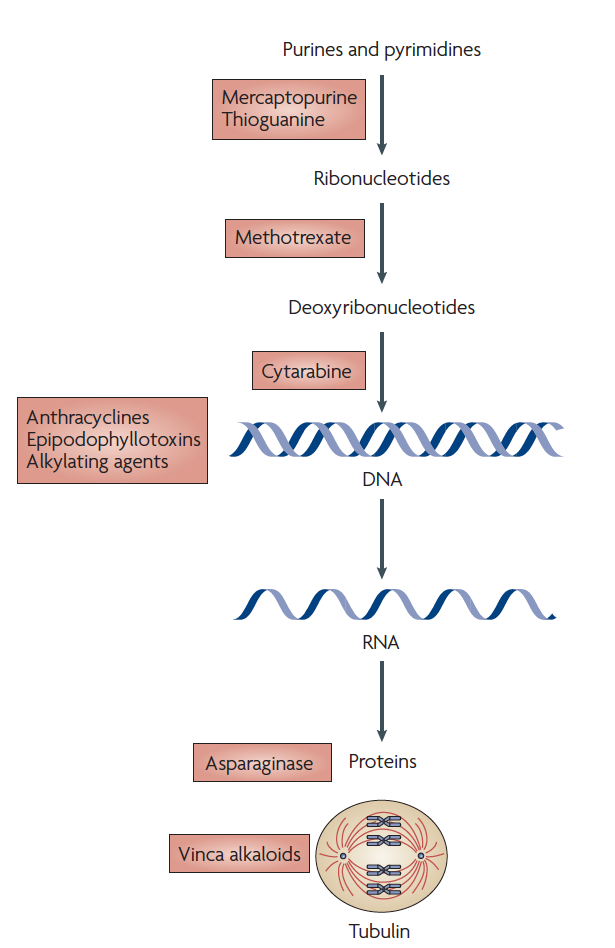 Purines and pyrimidines
Mercaptopurine
Thioguanine
Ribonucleotides
Methotrexate
Deoxyribonucleotides
Cytarabine
Anthracyclines
Epipodophyllotoxins
Alkylating agents
DNA
RNA
Asparaginase
Proteins
Vinca alkaloids
Tubulin